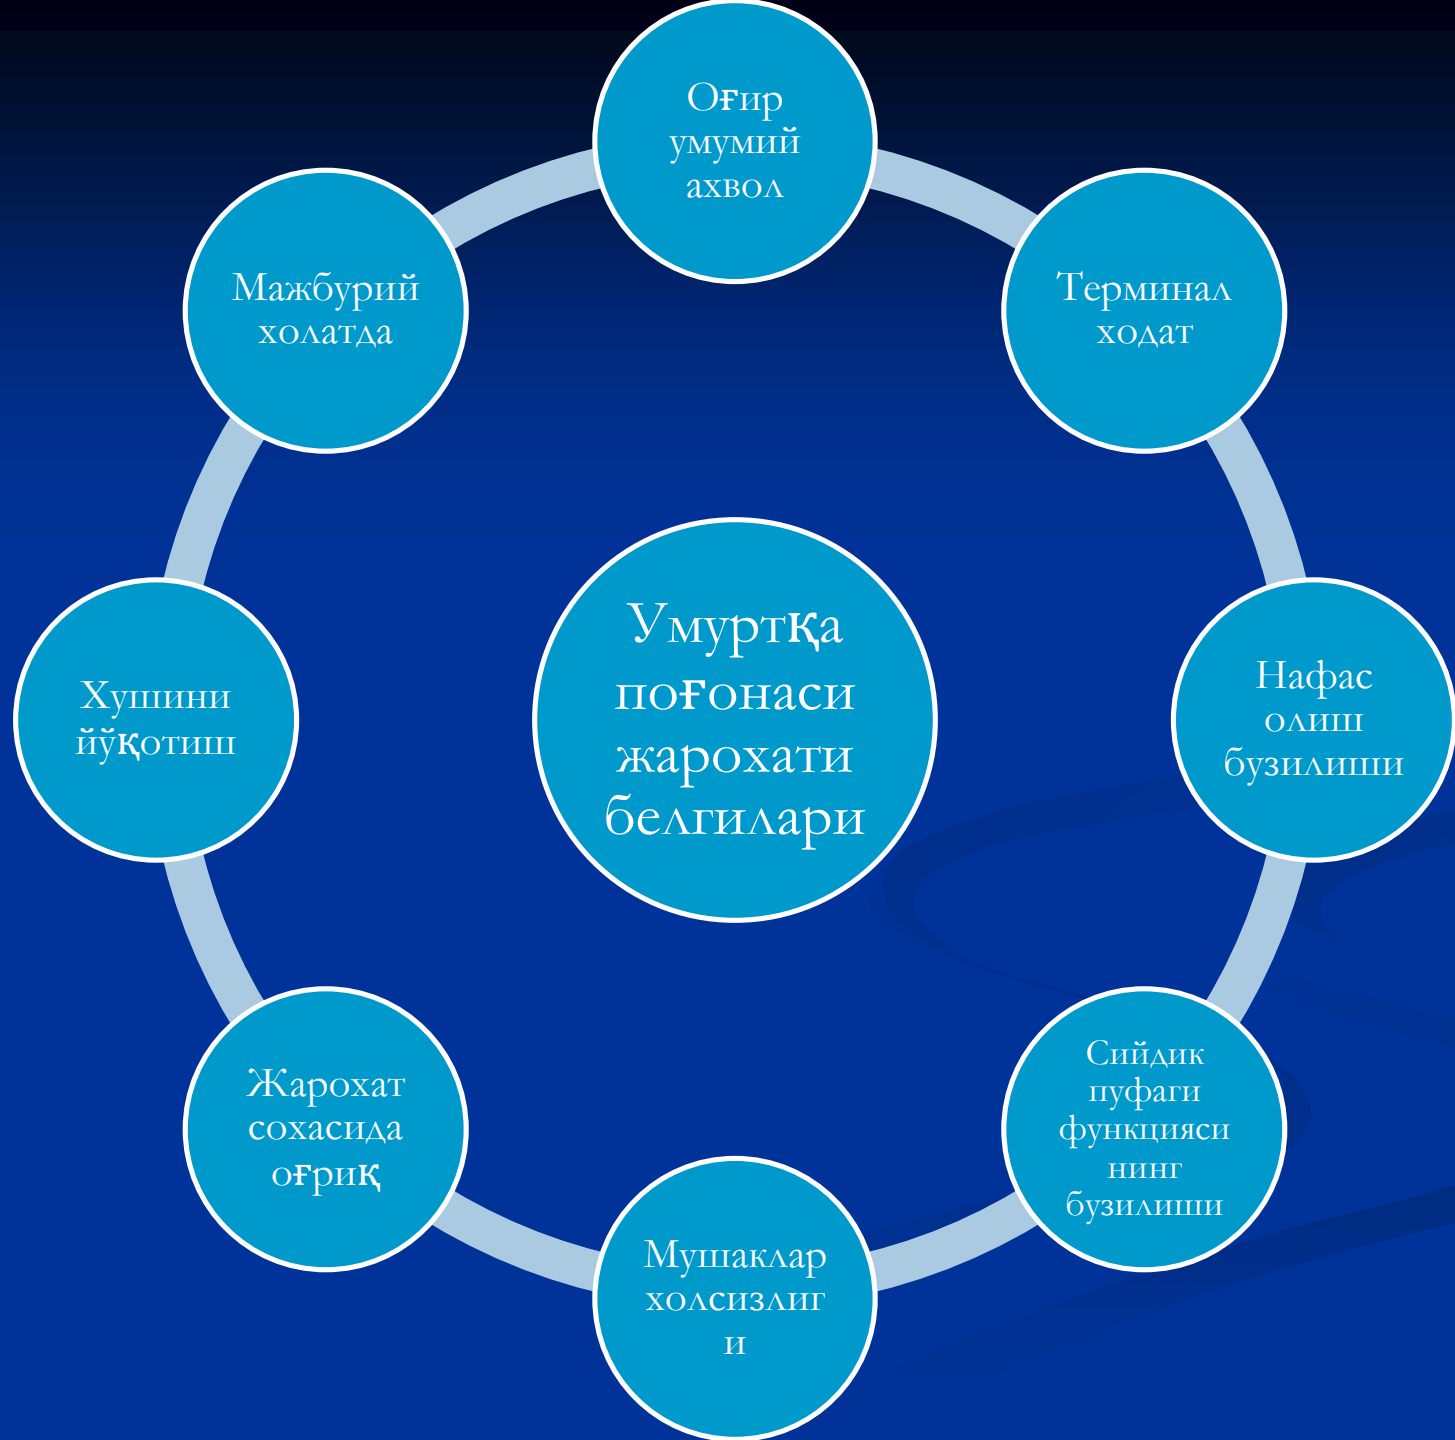 Оғир
умумий
ахвол
Терминал
ходат
Нафас
олиш
бузилиши
Сийдик
пуфаги
функцияси
нинг
бузилиши
Мушаклар
холсизлиг
и
Жарохат
сохасида
оғриқ
Хушини
йўқотиш
Мажбурий
холатда
Умуртқа
поғонаси
жарохати
белгилари